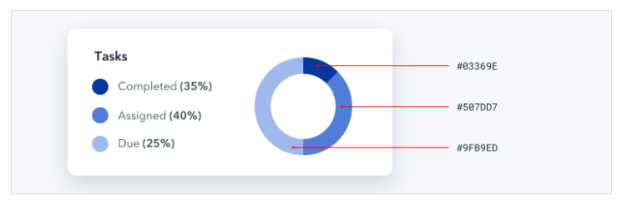 Tasks
Completed (35%)
Assigned (40%)
Due (25%)
#03369E
#507DD7
#9FB9ED